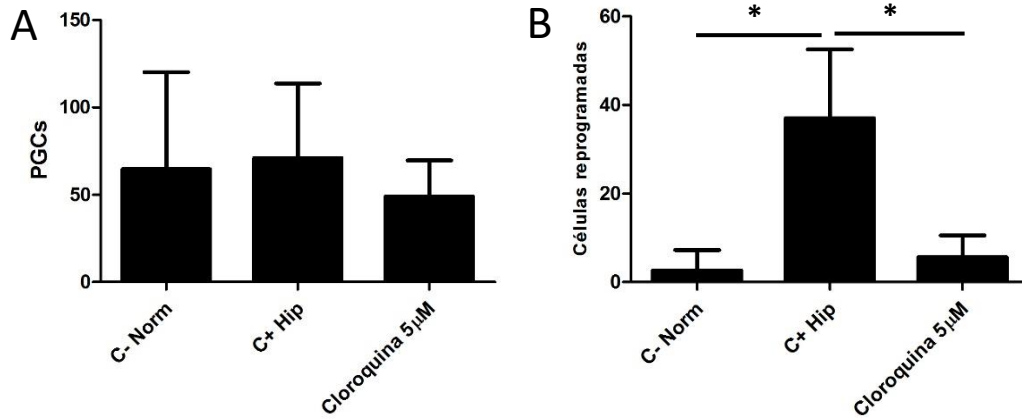 A
PGCs
150
100
50
0
C- Norm
C+ Hip
Cloroquina 5µM
B
Células reprogramadas
60
40
20
0
*
*
C- Norm
C+ Hip
Cloroquina 5µM